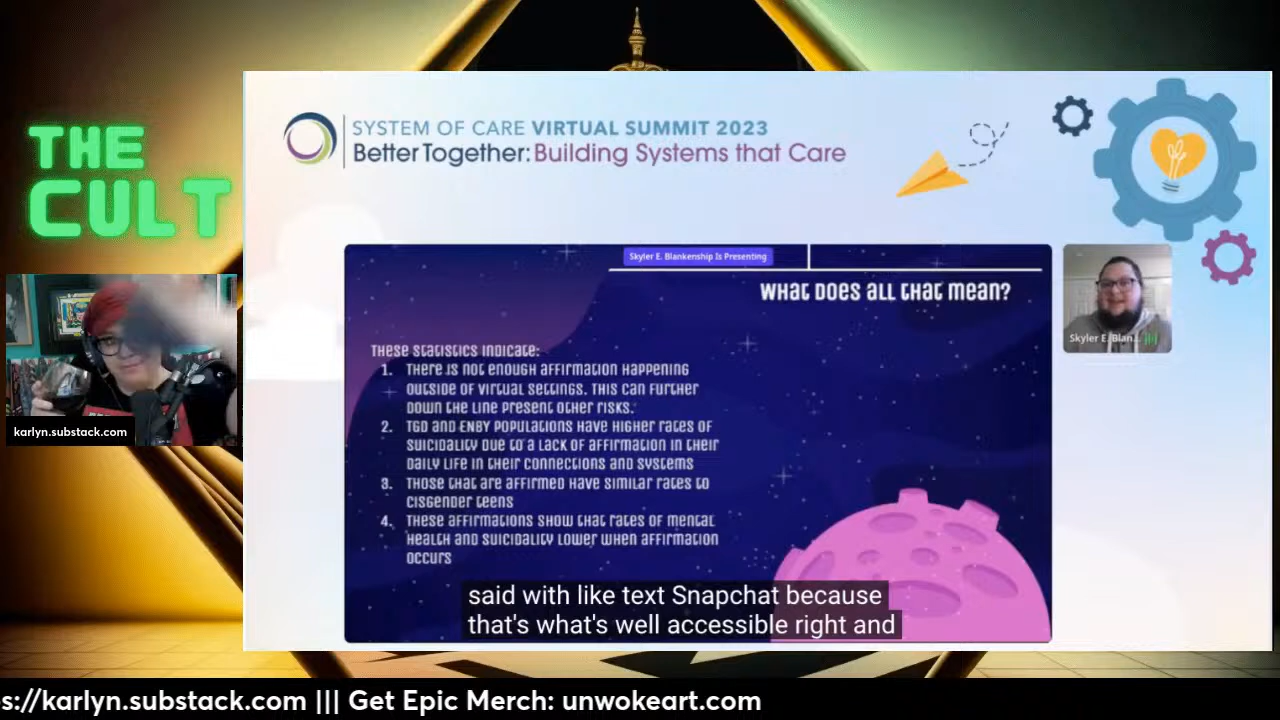 THE
CULT
karlyn.substack.com
SYSTEM OF CARE VIRTUAL SUMMIT 2023
Better Together: Building Systems that Care
Skyler E. Blankenship Is Presenting
What does all that mean?
These statistics indicate:
1. There is not enough affirmation happening
outside of virtual settings. This can further
down the line present other risks.
2. TGD and ENBY populations have higher rates of
suicidality due to a lack of affirmation in their
daily life in their connections and systems
3. Those that are affirmed have similar rates to
cisgender teens
4. These affirmations show that rates of mental
health and suicidality lower when affirmation
occurs
Skyler E. Blan...
said with like text Snapchat because
that's what's well accessible right and
s://karlyn.substack.com ||| Get Epic Merch: unwokeart.com